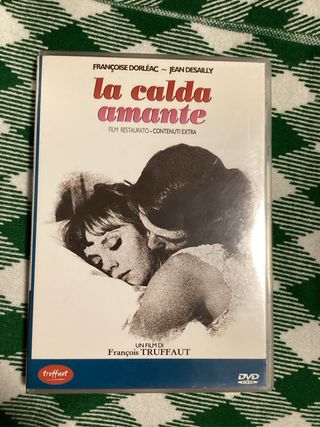 FRANÇOISE DORLÉAC ~ JEAN DESAILLY
la calda
amante
FILM RESTAURATO - CONTENUTI EXTRA
UN FILM DI
François TRUFFAUT
truffaut
DVD